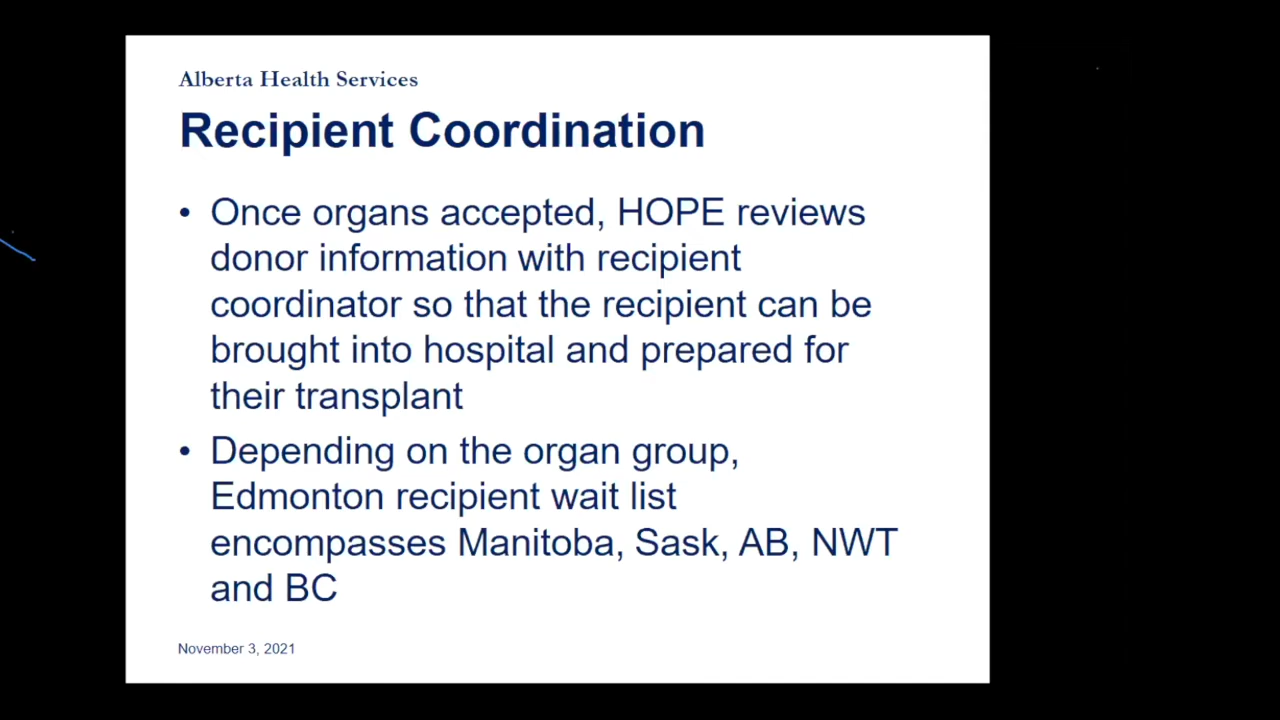 Alberta Health Services
Recipient Coordination
• Once organs accepted, HOPE reviews
donor information with recipient
coordinator so that the recipient can be
brought into hospital and prepared for
their transplant
• Depending on the organ group,
Edmonton recipient wait list
encompasses Manitoba, Sask, AB, NWT
and BC
November 3, 2021